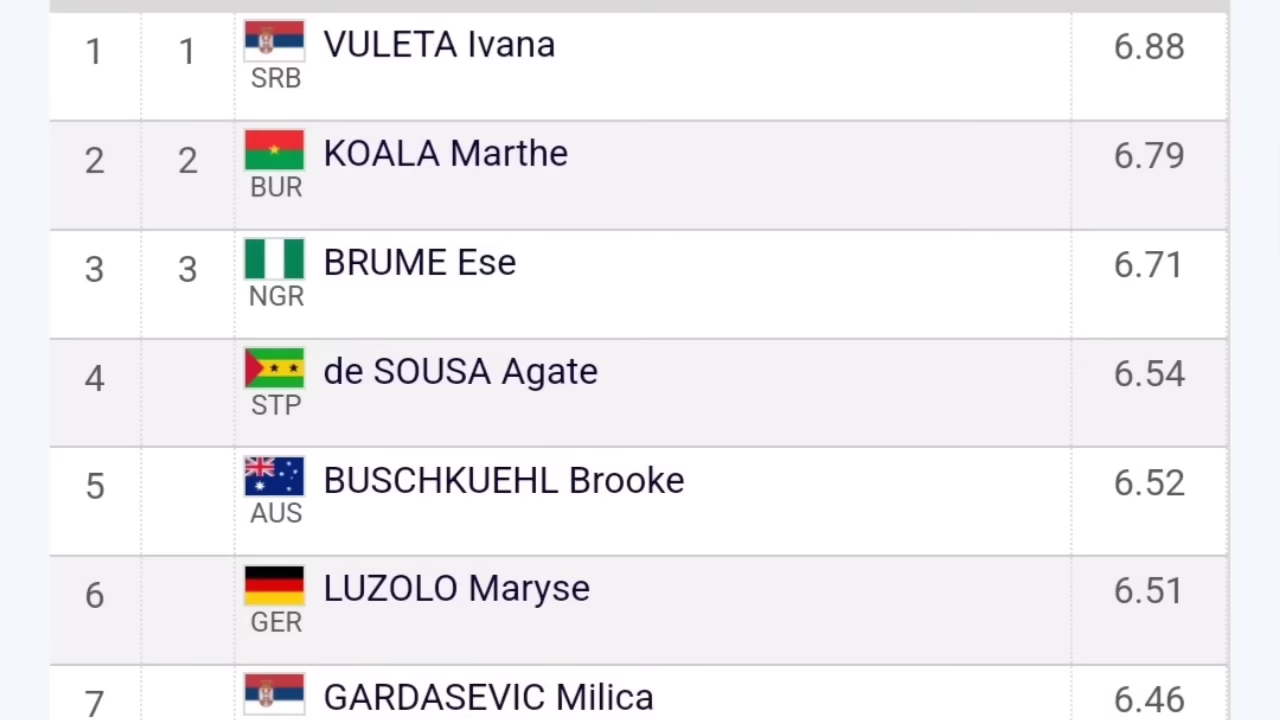 1 1 VULETA Ivana 6.88
SRB
2 2 KOALA Marthe 6.79
BUR
3 3 BRUME Ese 6.71
NGR
4 de SOUSA Agate 6.54
STP
5 BUSCHKUEHL Brooke 6.52
AUS
6 LUZOLO Maryse 6.51
GER
7 GARDASEVIC Milica 6.46